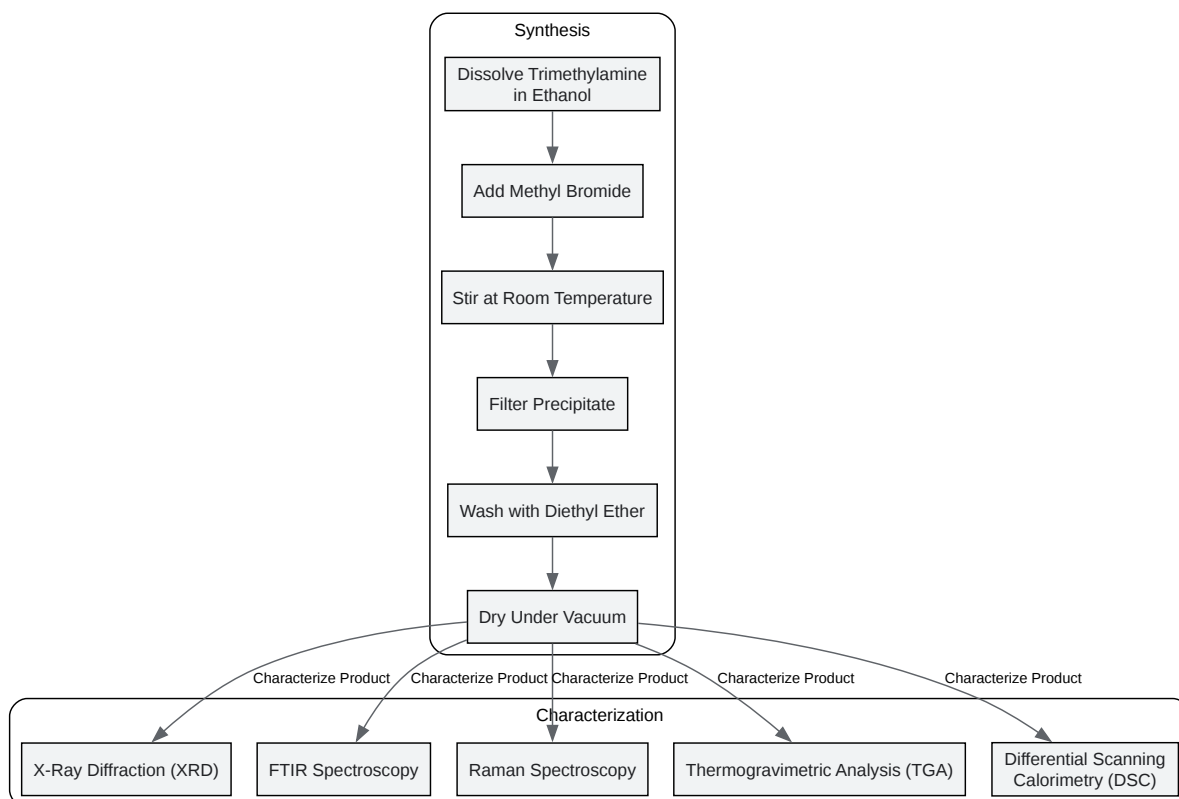 Synthesis
Dissolve Trimethylamine
in Ethanol
Add Methyl Bromide
Stir at Room Temperature
Filter Precipitate
Wash with Diethyl Ether
Dry Under Vacuum
Characterize Product
Characterize Product
Characterize Product
Characterize Product
Characterize Product
Characterization
X-Ray Diffraction (XRD)
FTIR Spectroscopy
Raman Spectroscopy
Thermogravimetric Analysis (TGA)
Differential Scanning
Calorimetry (DSC)